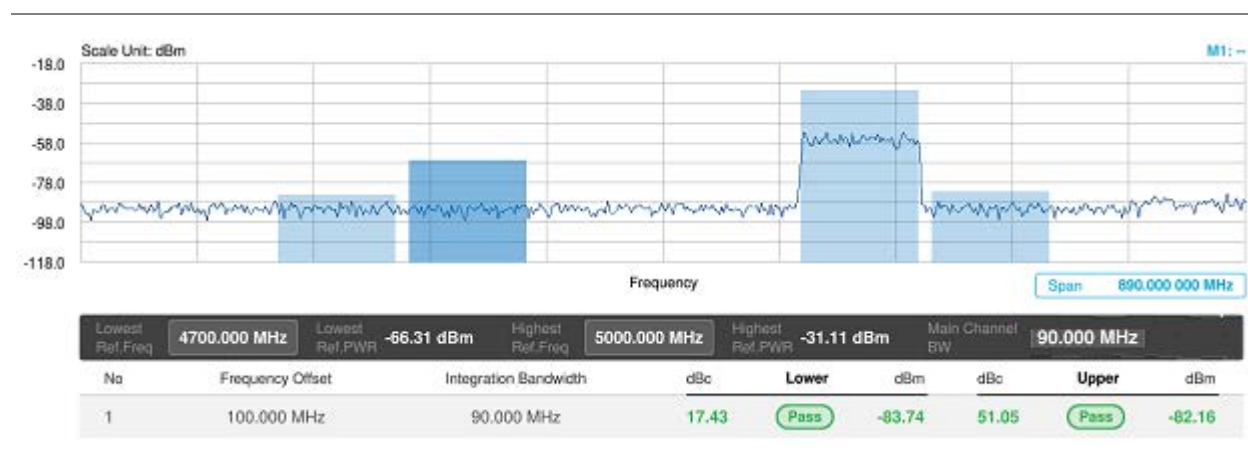 Scale Unit: dBm M1: --
-18.0
-38.0
-58.0
-78.0
-98.0
-118.0
Frequency
Span 890.000 000 MHz
Lowest Ref.Freq 4700.000 MHz Lowest Ref.PWR -66.31 dBm Highest Ref.Freq 5000.000 MHz Highest Ref.PWR -31.11 dBm Main Channel BW 90.000 MHz
No Frequency Offset Integration Bandwidth dBc Lower dBm dBc Upper dBm
1 100.000 MHz 90.000 MHz 17.43 Pass -83.74 51.05 Pass -82.16